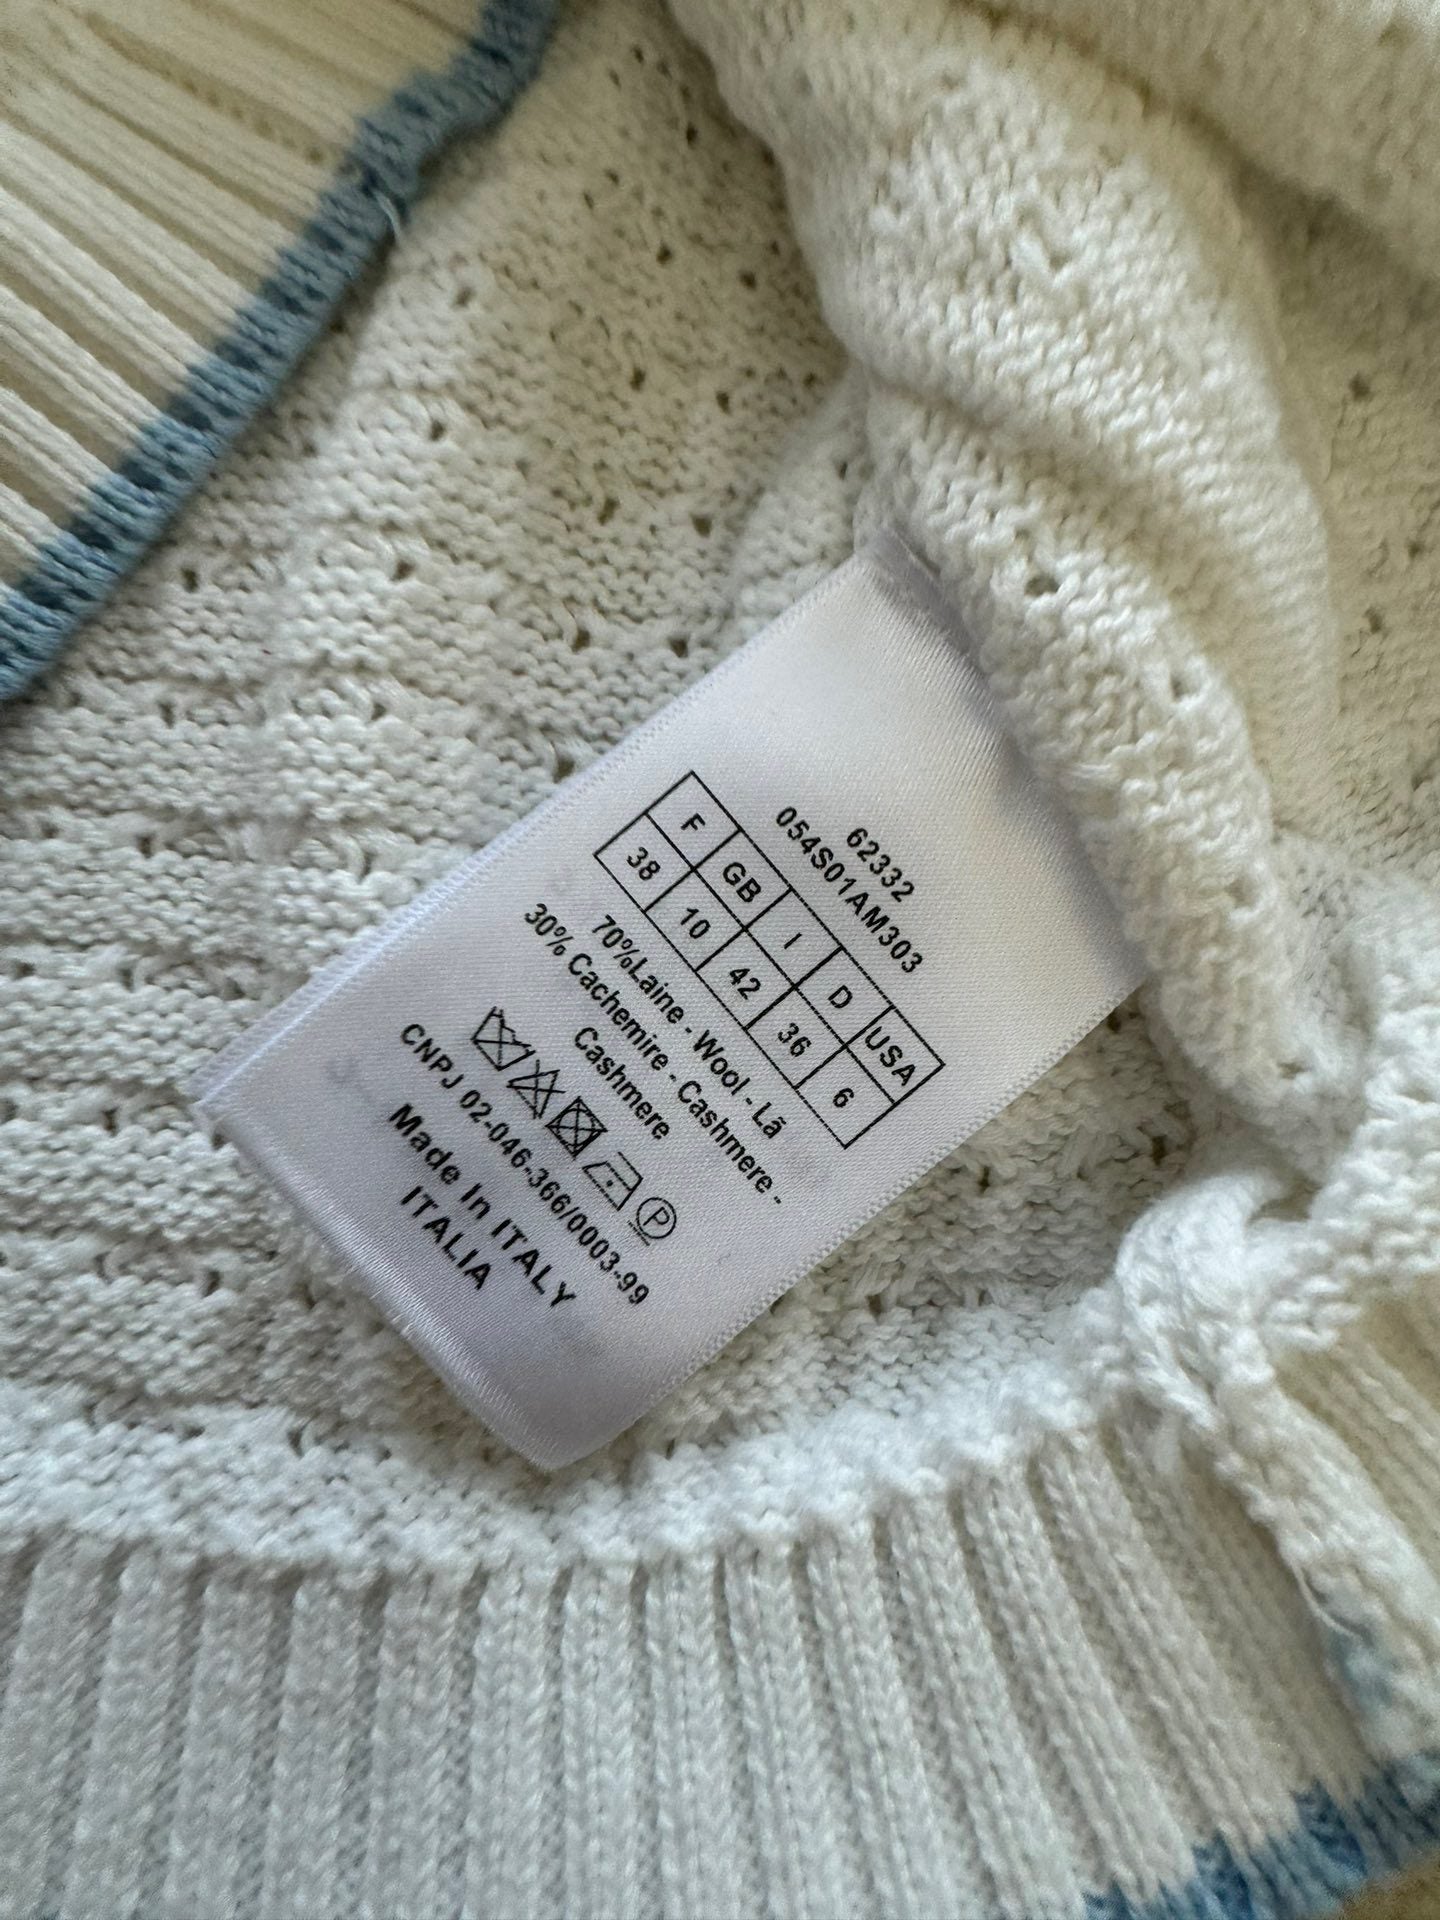 62332
054S01AM303
F GB I D USA
38 10 42 36 6
70%Laine - Wool - Lã
30% Cachemire - Cashmere -
Cashmere
P
CNPJ 02-046-366/0003-99
Made In ITALY
ITALIA